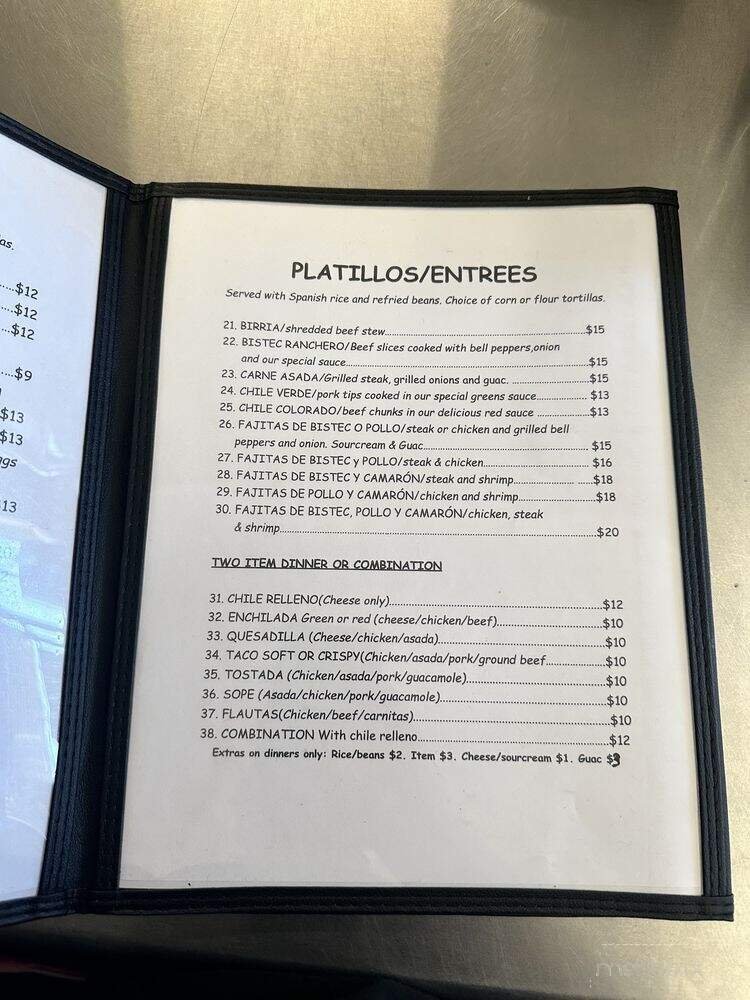 as.
.....$12
....$12
...$12
....$9
$13
$13
ngs
$13
PLATILLOS/ENTREES
Served with Spanish rice and refried beans. Choice of corn or flour tortillas.
21. BIRRIA/shredded beef stew.....................$15
22. BISTEC RANCHERO/Beef slices cooked with bell peppers,onion
and our special sauce.....................$15
23. CARNE ASADA/Grilled steak, grilled onions and guac. .....................$15
24. CHILE VERDE/pork tips cooked in our special greens sauce..................... $13
25. CHILE COLORADO/beef chunks in our delicious red sauce .....................$13
26. FAJITAS DE BISTEC O POLLO/steak or chicken and grilled bell
peppers and onion. Sourcream & Guac..................... $15
27. FAJITAS DE BISTEC y POLLO/steak & chicken..................... $16
28. FAJITAS DE BISTEC Y CAMARÓN/steak and shrimp..................... .....$18
29. FAJITAS DE POLLO Y CAMARÓN/chicken and shrimp.....................$18
30. FAJITAS DE BISTEC, POLLO Y CAMARÓN/chicken, steak
& shrimp.....................$20
TWO ITEM DINNER OR COMBINATION
31. CHILE RELLENO(Cheese only).....................$12
32. ENCHILADA Green or red (cheese/chicken/beef).....................$10
33. QUESADILLA (Cheese/chicken/asada).....................$10
34. TACO SOFT OR CRISPY(Chicken/asada/pork/ground beef.....................$10
35. TOSTADA (Chicken/asada/pork/guacamole).....................$10
36. SOPE (Asada/chicken/pork/guacamole).....................$10
37. FLAUTAS(Chicken/beef/carnitas).....................$10
38. COMBINATION With chile relleno.....................$12
Extras on dinners only: Rice/beans $2. Item $3. Cheese/sourcream $1. Guac $3